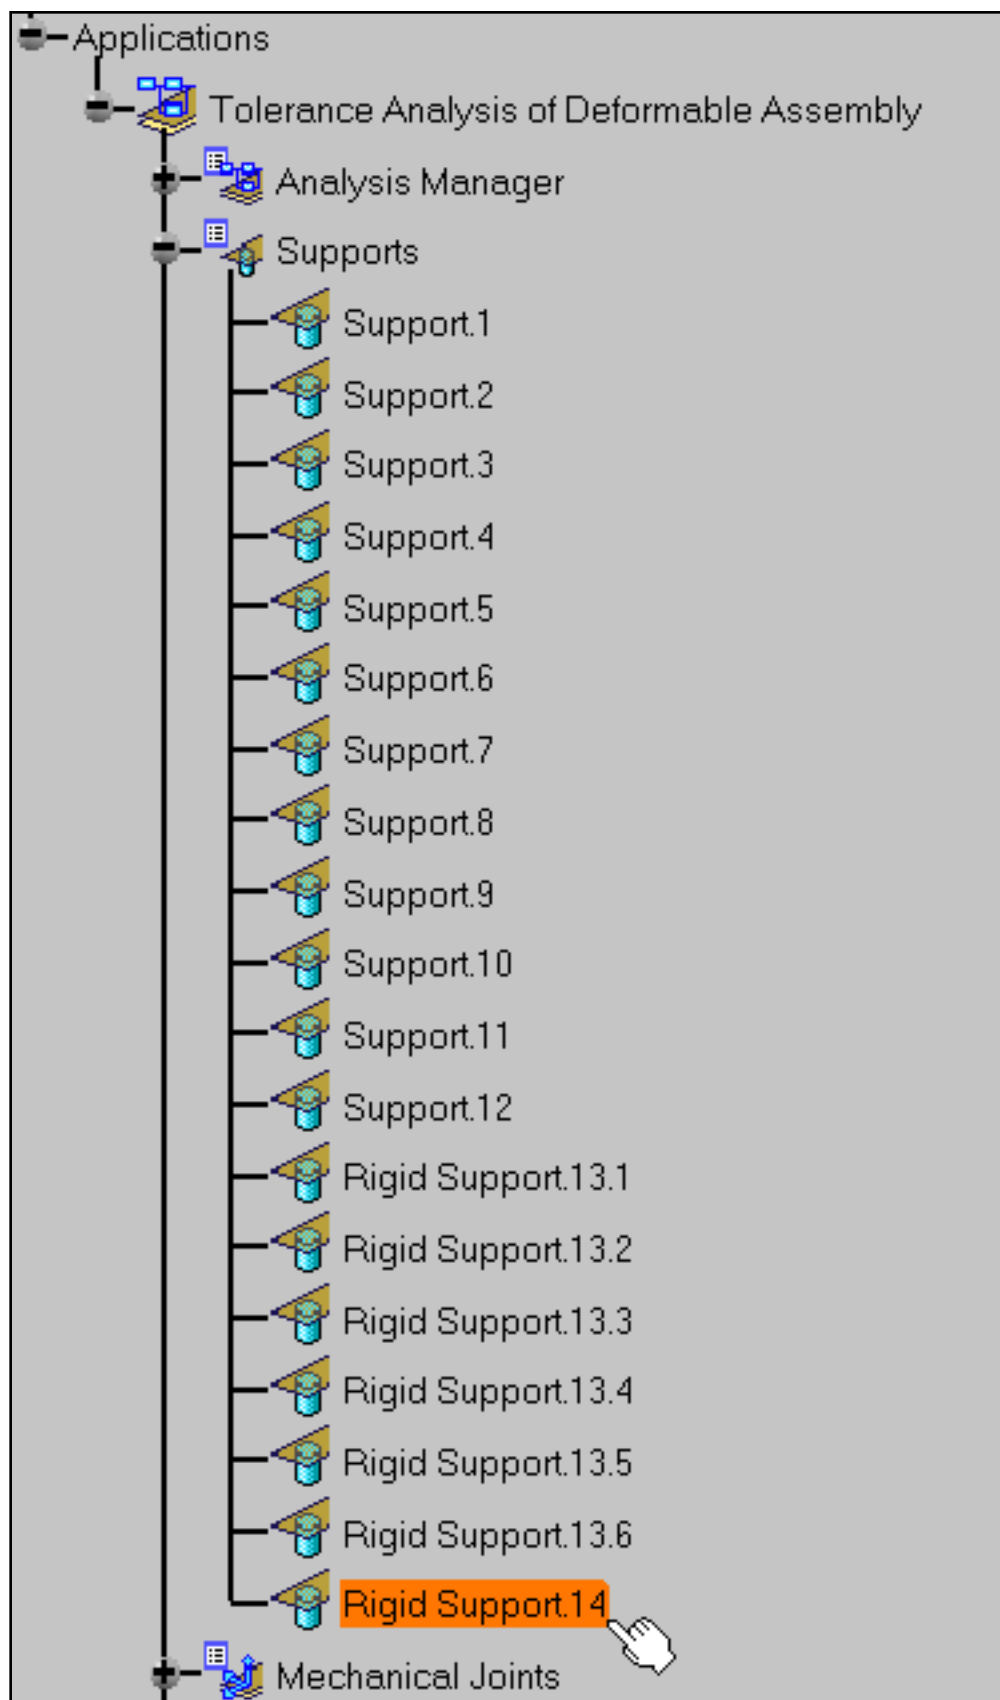 Applications
Tolerance Analysis of Deformable Assembly
Analysis Manager
Supports
Support.1
Support.2
Support.3
Support.4
Support.5
Support.6
Support.7
Support.8
Support.9
Support.10
Support.11
Support.12
Rigid Support.13.1
Rigid Support.13.2
Rigid Support.13.3
Rigid Support.13.4
Rigid Support.13.5
Rigid Support.13.6
Rigid Support.14
Mechanical Joints